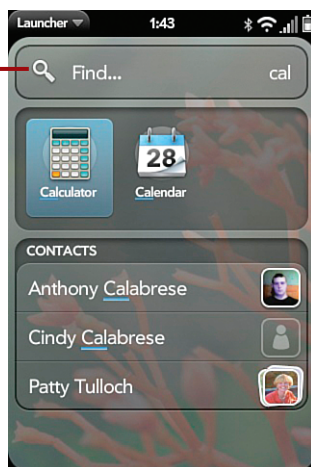 Launcher 1:43
Find... cal
28
Calculator Calendar
CONTACTS
Anthony Calabrese
Cindy Calabrese
Patty Tulloch